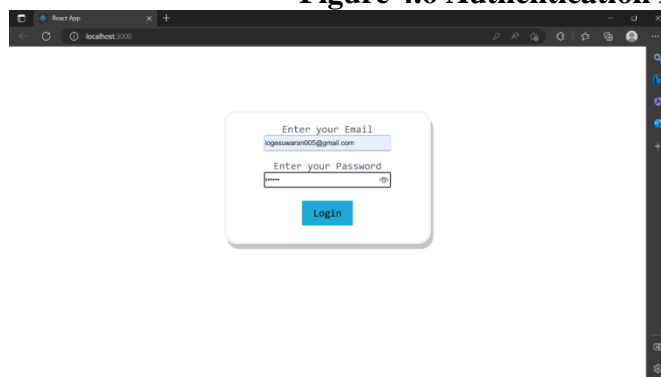 Figure 4.6 Authentication
React App
localhost:3000
Enter your Email
logesuwaran005@gmail.com
Enter your Password
Login